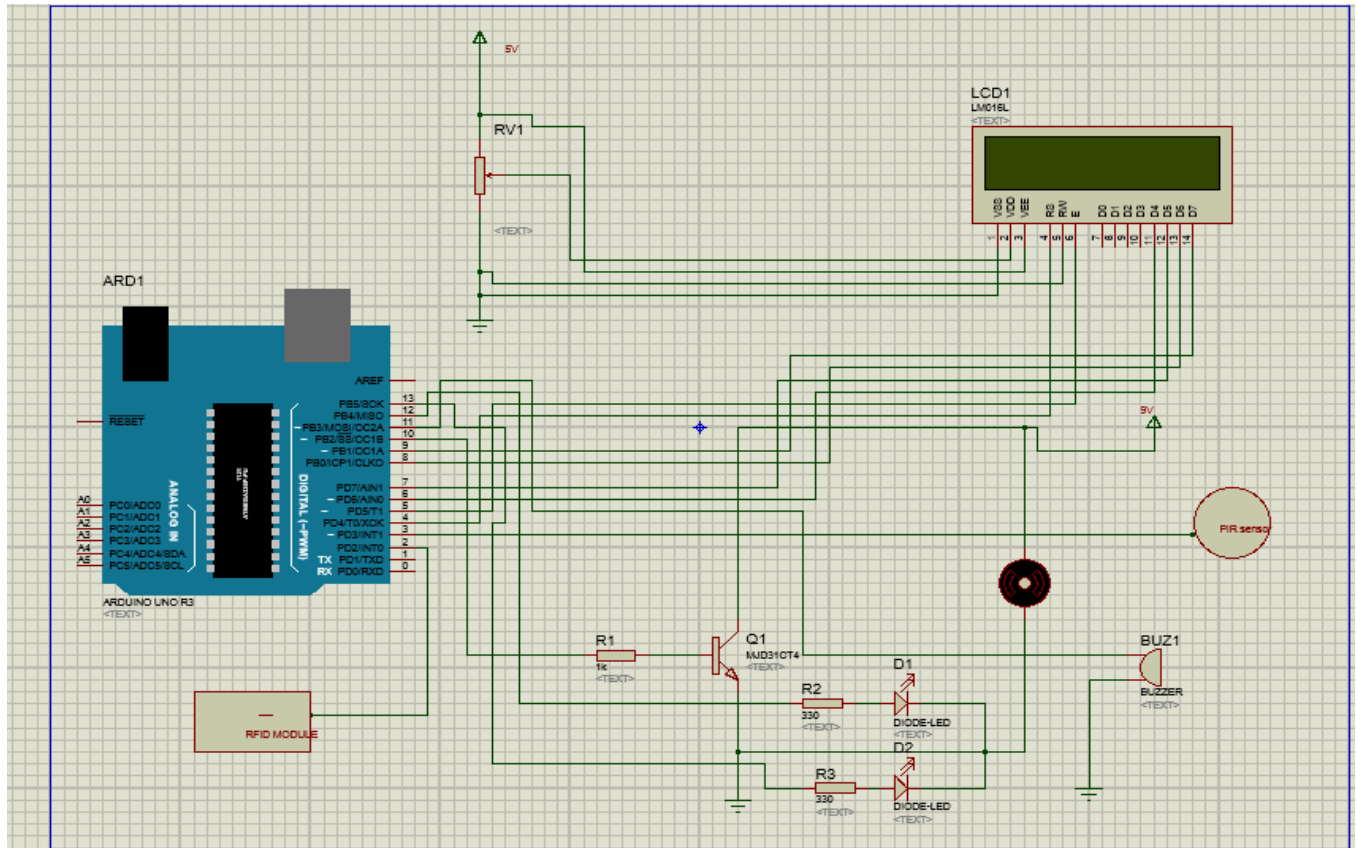 5V
RV1
<TEXT>
LCD1
LM016L
<TEXT>
VSS
VDD
VEE
RS
RW
E
D0
D1
D2
D3
D4
D5
D6
D7
1
2
3
4
5
6
7
8
9
10
11
12
13
14
ARD1
RESET
AREF
PB5/SCK
13
PB4/MISO
12
PB3/MOSI/OC2A
11
PB2/SS/OC1B
10
PB1/OC1A
9
PB0/ICP1/CLKO
8
PD7/AIN1
7
PD6/AIN0
6
PD5/T1
5
PD4/T0/XCK
4
PD3/INT1
3
PD2/INT0
2
TX PD1/TXD
1
RX PD0/RXD
0
ANALOG IN
DIGITAL (~PWM)
A0 PC0/ADC0
A1 PC1/ADC1
A2 PC2/ADC2
A3 PC3/ADC3
A4 PC4/ADC4/SDA
A5 PC5/ADC5/SCL
ARDUINO UNO R3
<TEXT>
9V
PIR senso
R1
1k
<TEXT>
Q1
MJD31CT4
<TEXT>
BUZ1
BUZZER
<TEXT>
D1
DIODE-LED
<TEXT>
R2
330
<TEXT>
D2
DIODE-LED
<TEXT>
R3
330
<TEXT>
RFID MODULE